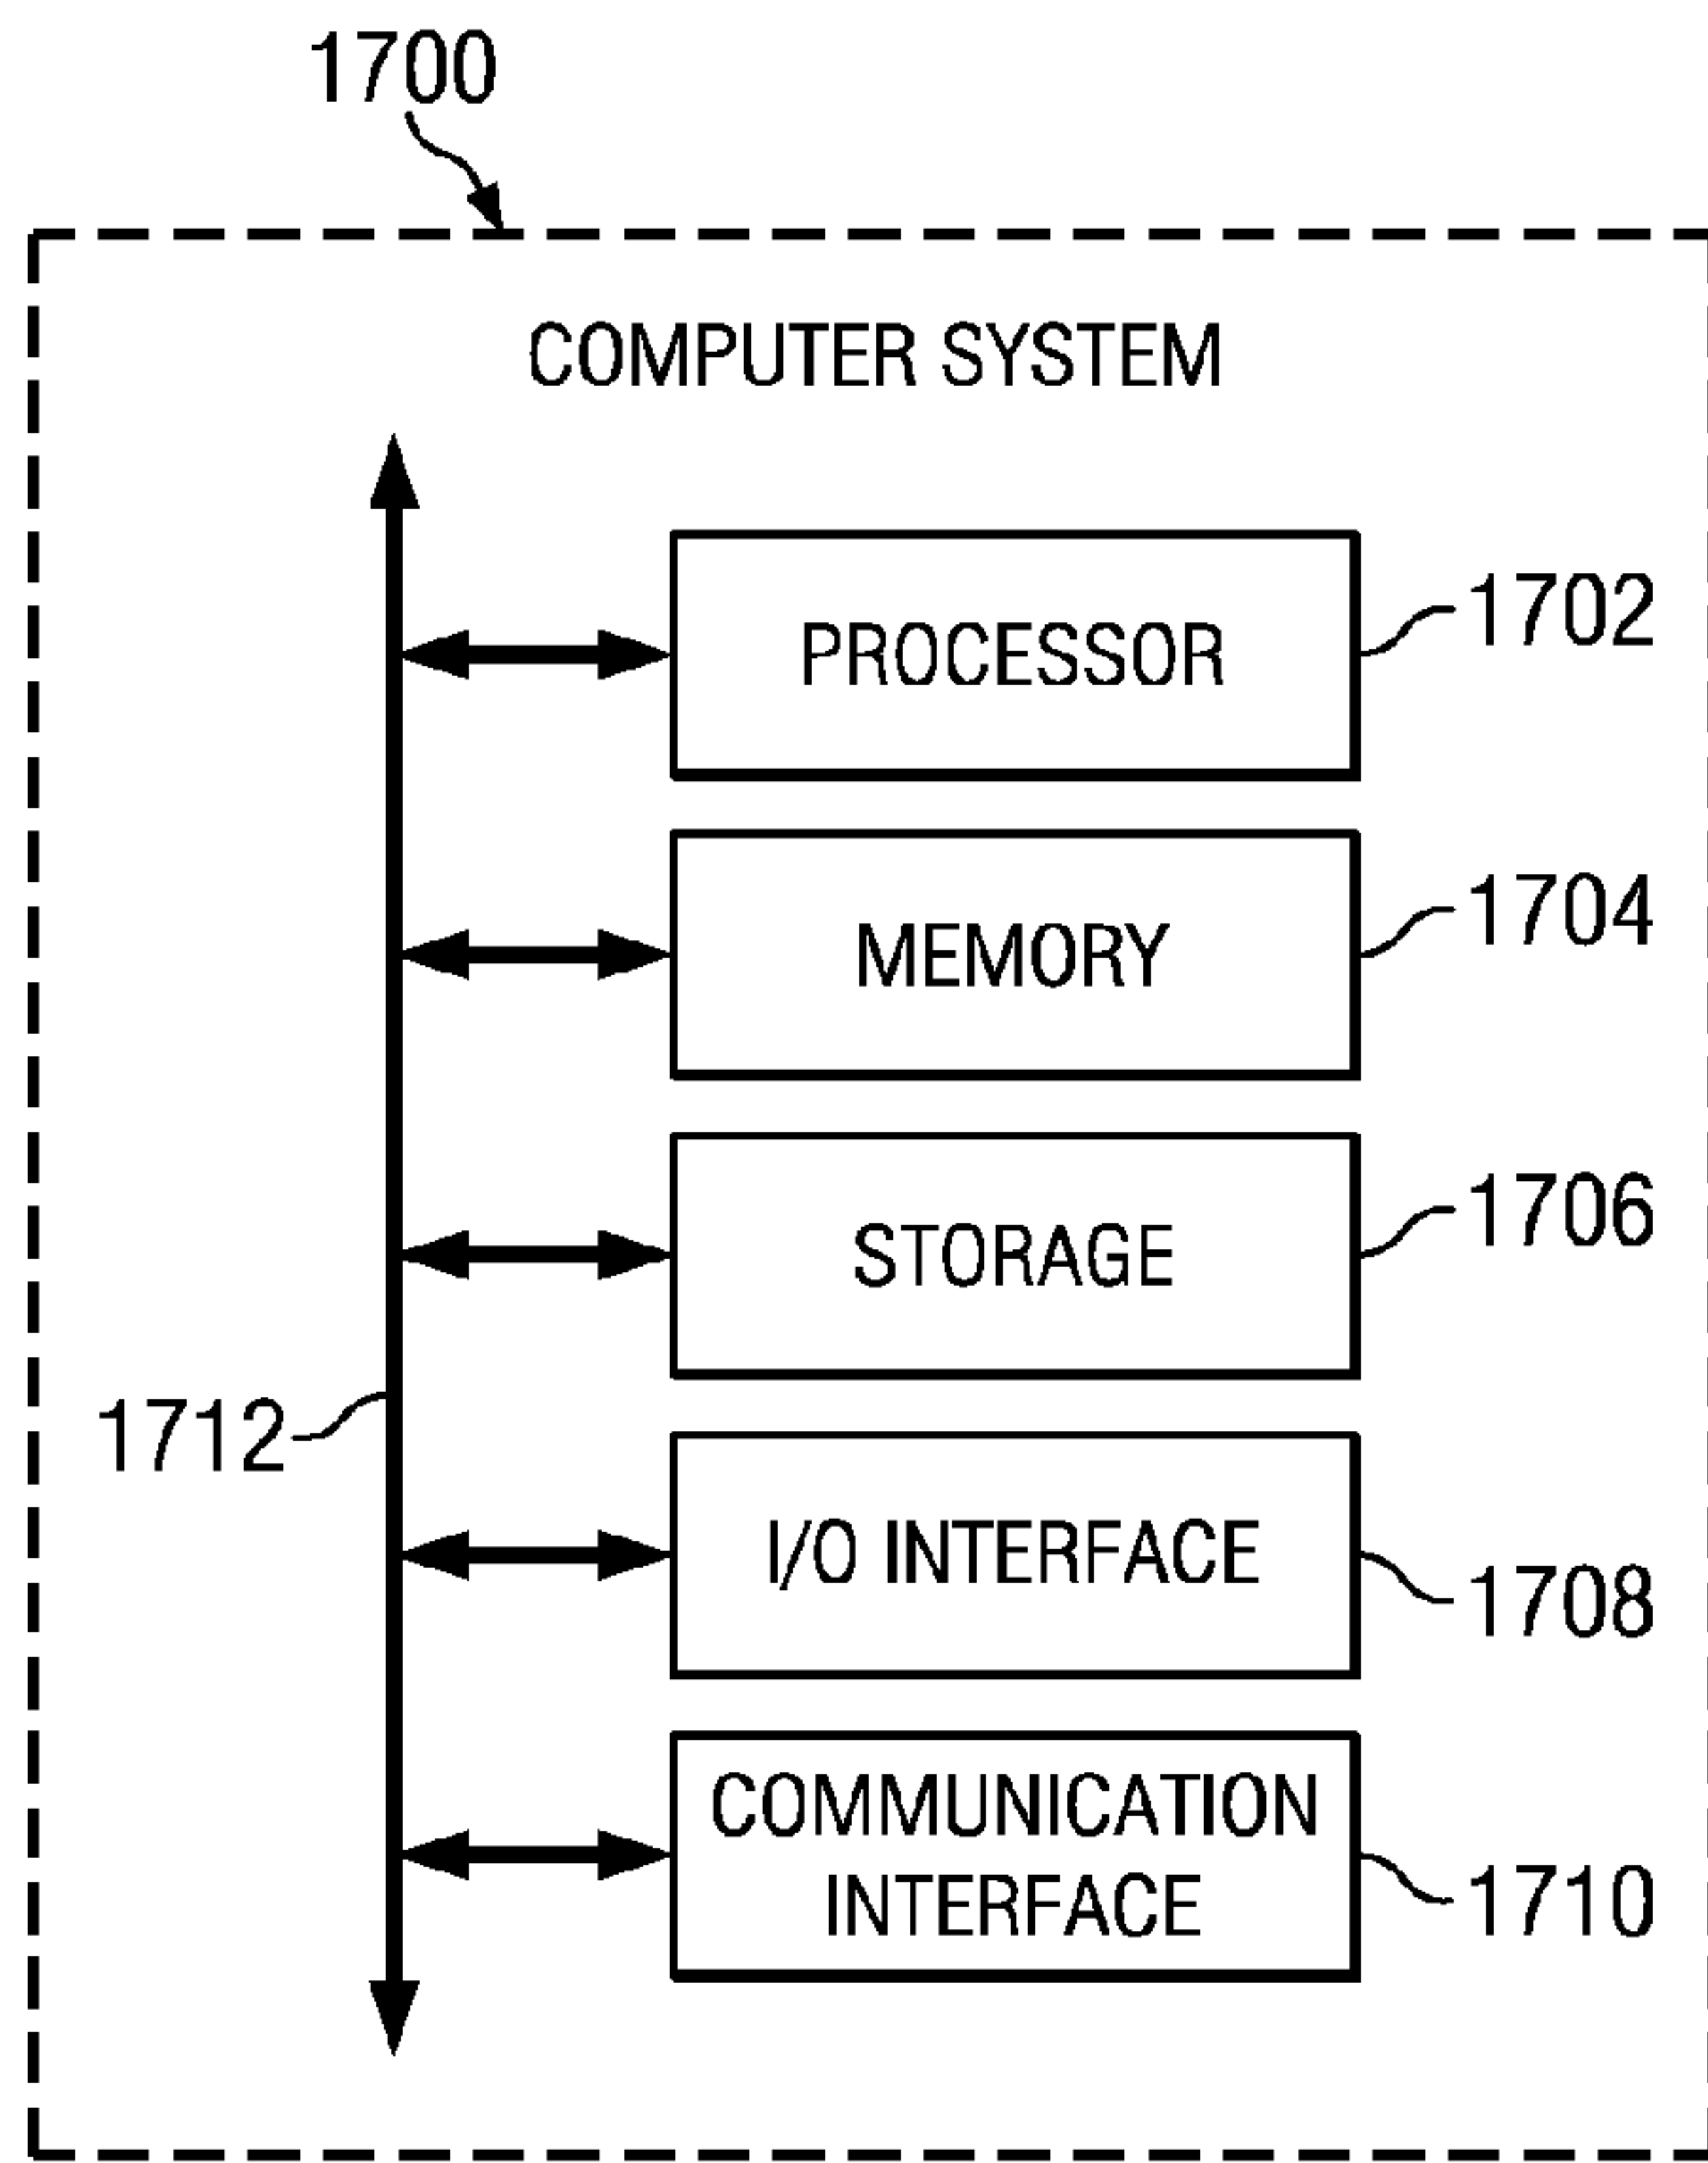 1700
COMPUTER SYSTEM
PROCESSOR
1702
MEMORY
1704
STORAGE
1706
1712
I/O INTERFACE
1708
COMMUNICATION
INTERFACE
1710